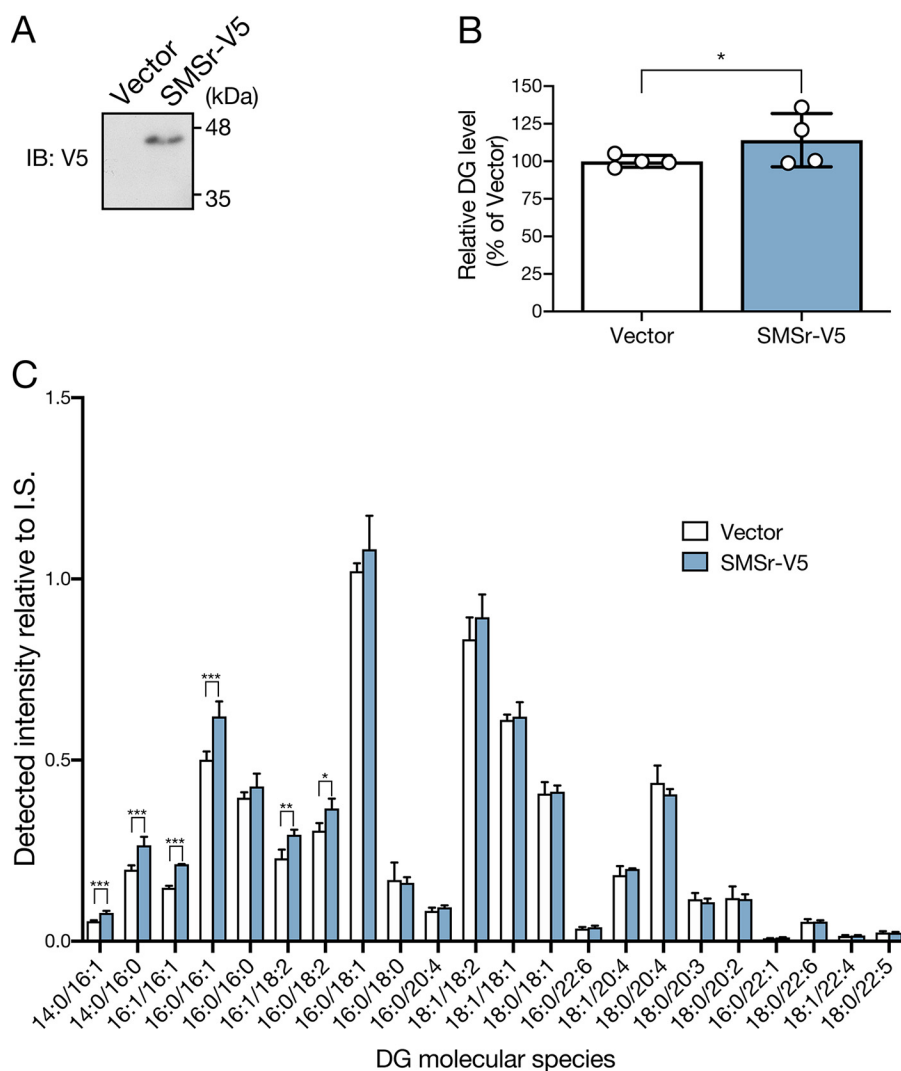 A
Vector
SMSr-V5
(kDa)
IB: V5
48
35
B
*
Relative DG level
(% of Vector)
150
125
100
75
50
25
0
Vector
SMSr-V5
C
Detected intensity relative to I.S.
1.5
1.0
0.5
0.0
Vector
SMSr-V5
***
***
***
***
**
*
14:0/16:1
14:0/16:0
16:1/16:1
16:0/16:1
16:0/16:0
16:1/18:2
16:0/18:2
16:0/18:1
16:0/18:0
16:0/20:4
18:1/18:2
18:1/18:1
18:0/18:1
16:0/22:6
18:1/20:4
18:0/20:4
18:0/20:3
18:0/20:2
16:0/22:1
18:0/22:6
18:1/22:4
18:0/22:5
DG molecular species